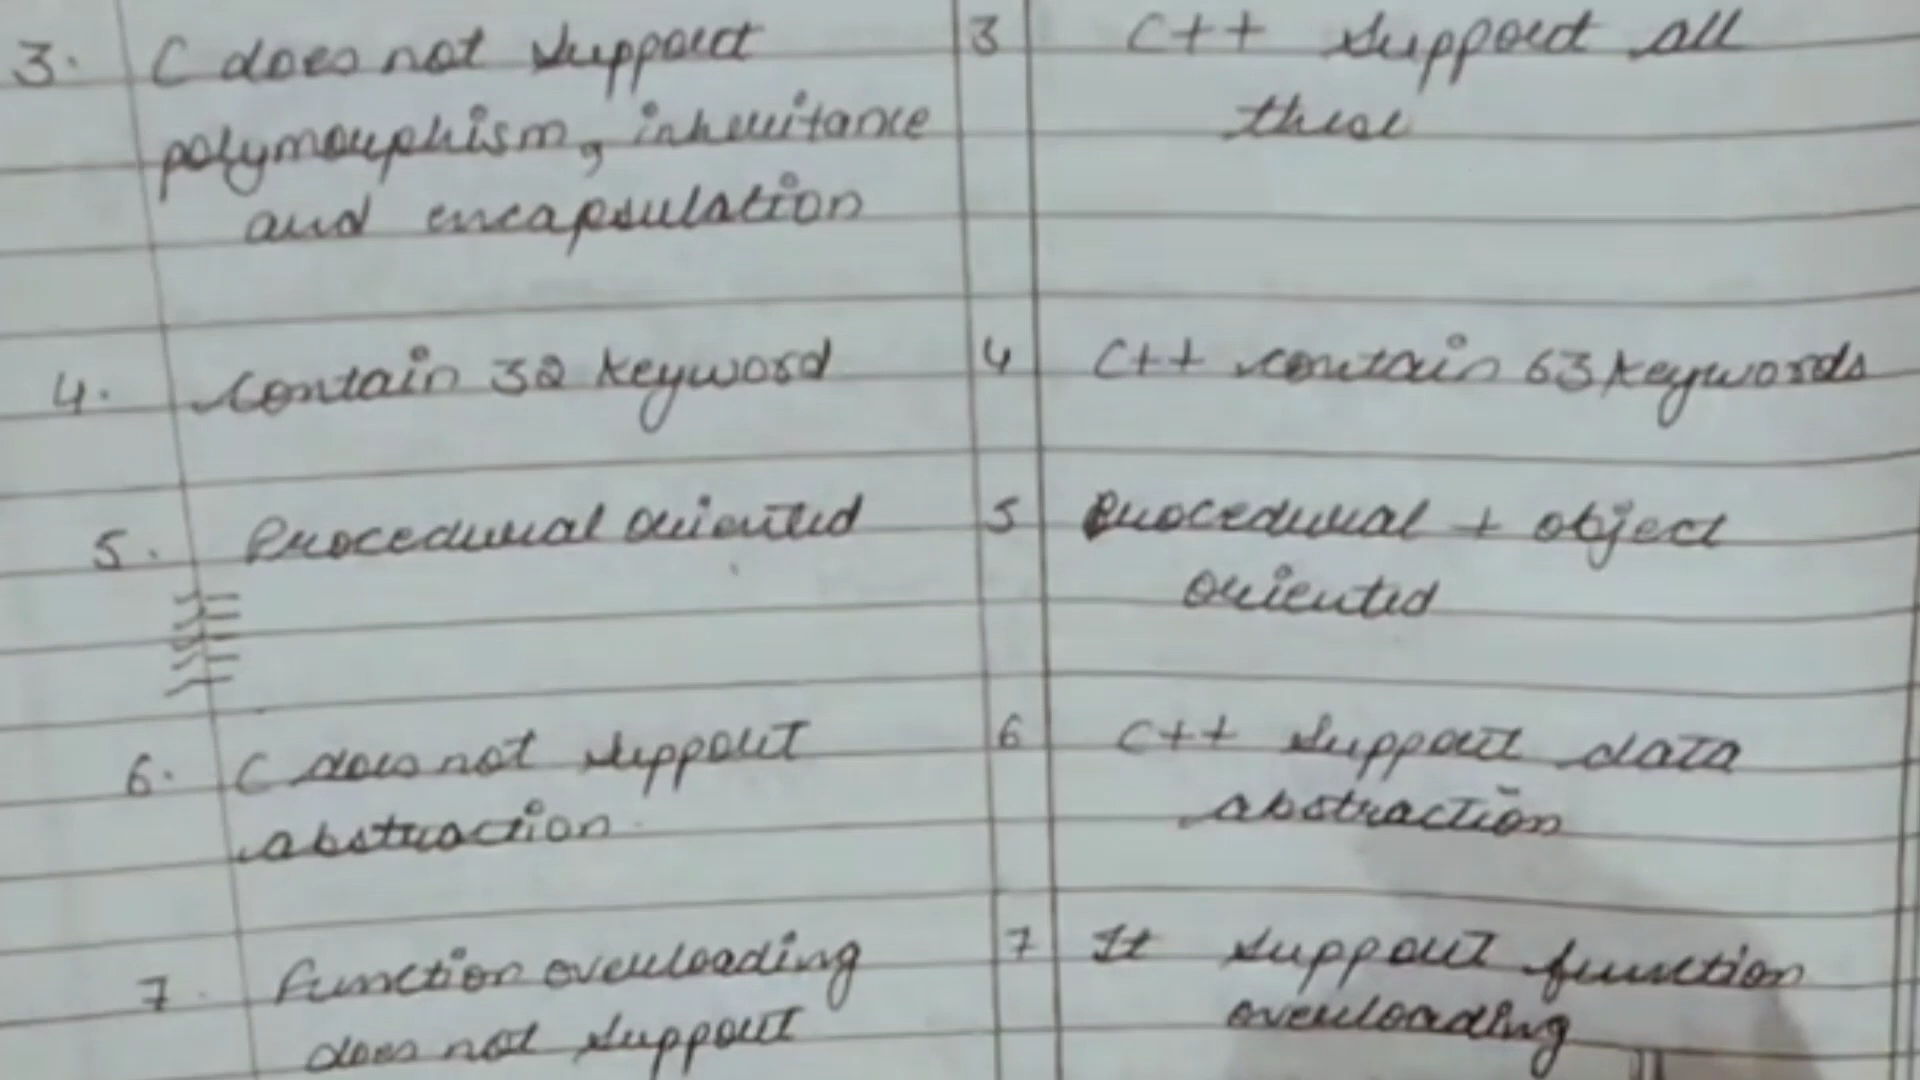 3. C does not support
polymorphism, inheritance
and encapsulation
3 C++ support all
these
4. Contain 32 keyword
4 C++ contain 63 keywords
5. Procedural oriented
5 Procedural + object
oriented
6. C does not support
abstraction.
6 C++ support data
abstraction
7. Function overloading
does not support
7 It support function
overloading